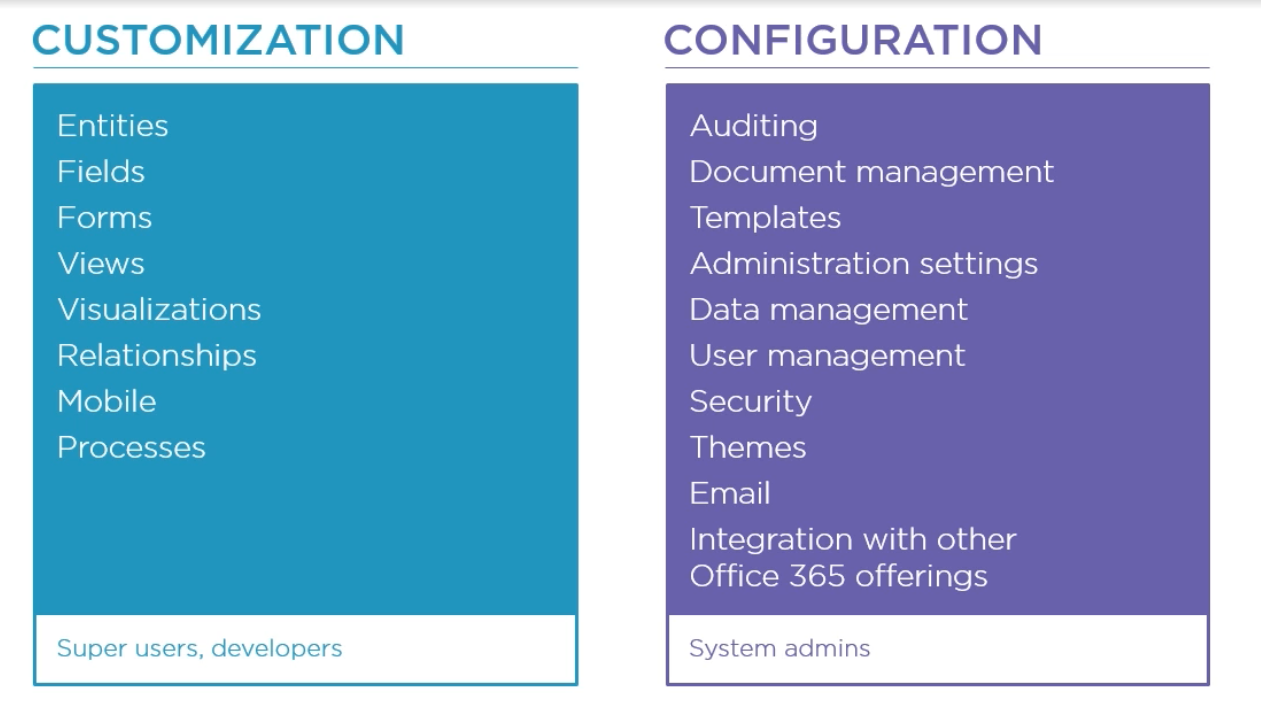 CUSTOMIZATION
Entities
Fields
Forms
Views
Visualizations
Relationships
Mobile
Processes
Super users, developers
CONFIGURATION
Auditing
Document management
Templates
Administration settings
Data management
User management
Security
Themes
Email
Integration with other
Office 365 offerings
System admins